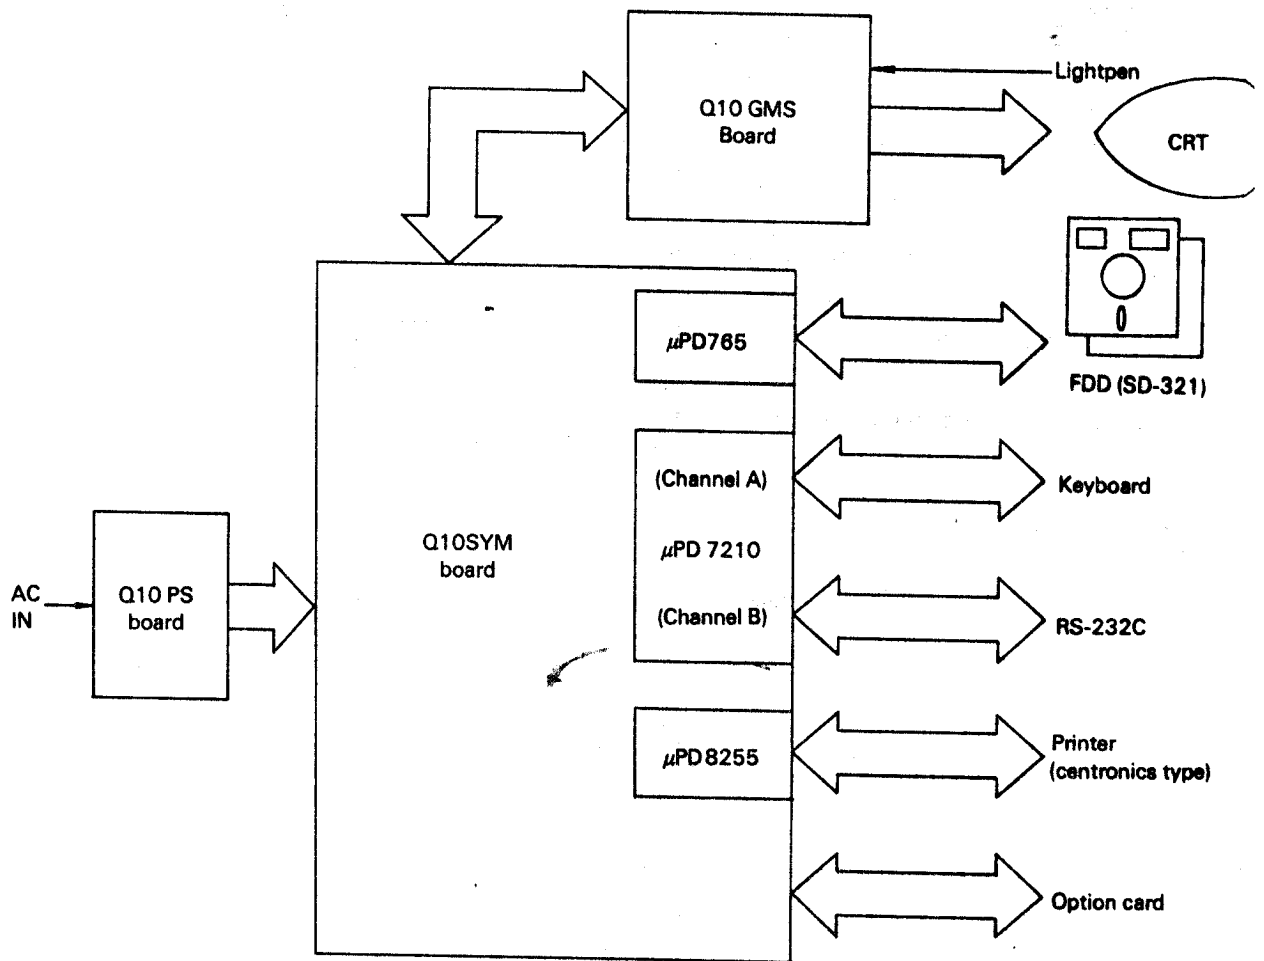 Q10 GMS
Board
Lightpen
CRT
μPD765
FDD (SD-321)
(Channel A)
Keyboard
Q10SYM
board
μPD 7210
AC
IN
Q10 PS
board
(Channel B)
RS-232C
μPD8255
Printer
(centronics type)
Option card